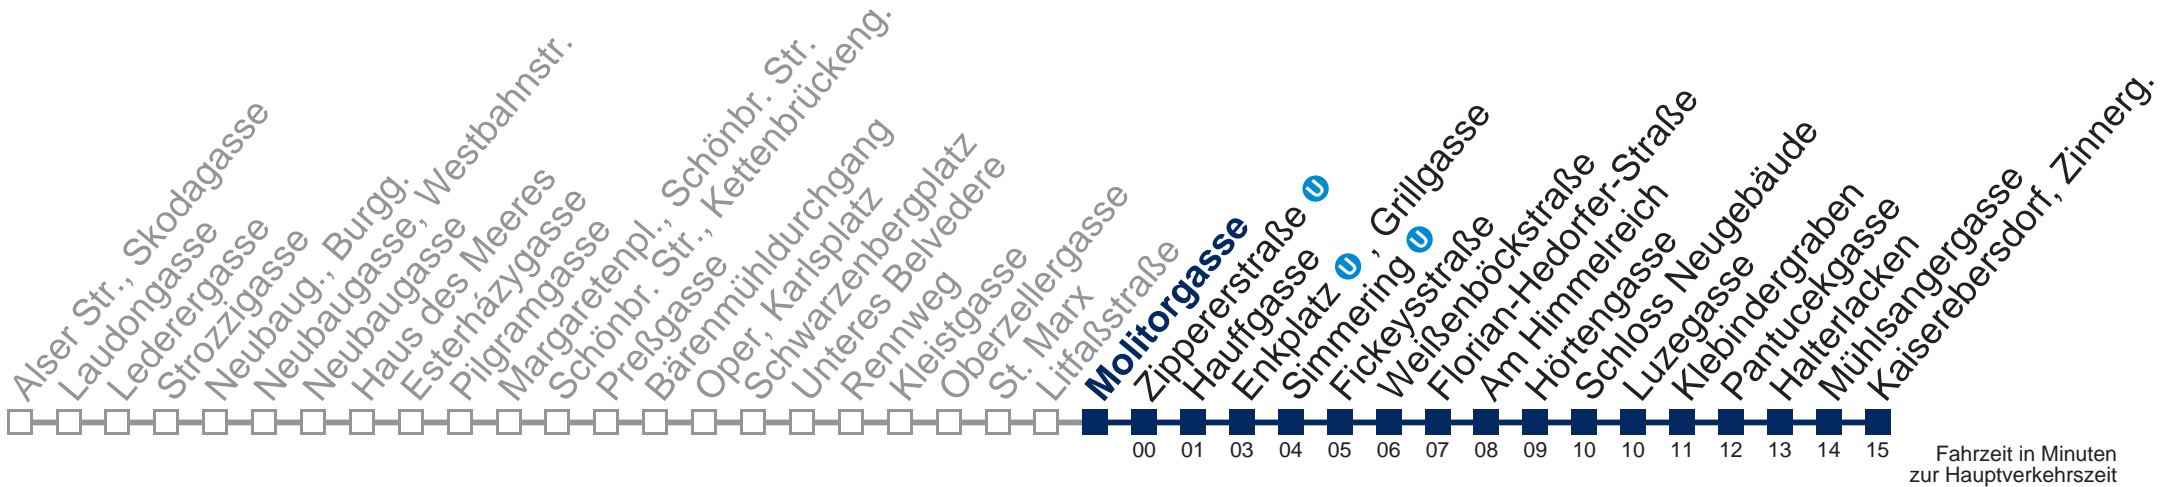 Alser Str., Skodagasse
Laudongasse
Lederergasse
Strozzigasse
Neubaug., Burgg.
Neubaugasse, Westbahnstr.
Neubaugasse
Haus des Meeres
Esterházygasse
Pilgramgasse
Margaretenpl., Schönbr. Str.
Schönbr. Str., Kettenbrückeng.
Preßgasse
Bärenmühldurchgang
Oper, Karlsplatz
Schwarzenbergplatz
Unteres Belvedere
Rennweg
Kleistgasse
Oberzellergasse
St. Marx
Litfaßstraße
Molitorgasse
Zippererstraße U
Hauffgasse
Enkplatz U , Grillgasse
Simmering U
Fickeysstraße
Weißenböckstraße
Florian-Hedorfer-Straße
Am Himmelreich
Hörtengasse
Schloss Neugebäude
Luzegasse
Klebindergraben
Pantucekgasse
Halterlacken
Mühlsangergasse
Kaiserebersdorf, Zinnerg.
00 01 03 04 05 06 07 08 09 10 10 11 12 13 14 15
Fahrzeit in Minuten
zur Hauptverkehrszeit